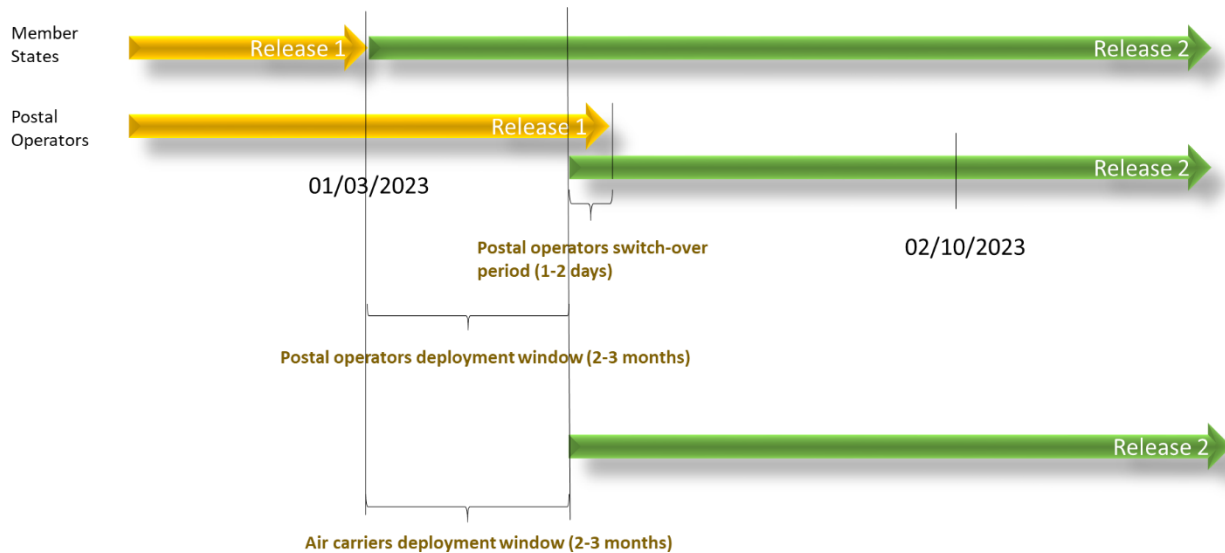 Member
States
Release 1
Release 2
Postal
Operators
Release 1
Release 2
01/03/2023
Postal operators switch-over
period (1-2 days)
02/10/2023
Postal operators deployment window (2-3 months)
Release 2
Air carriers deployment window (2-3 months)